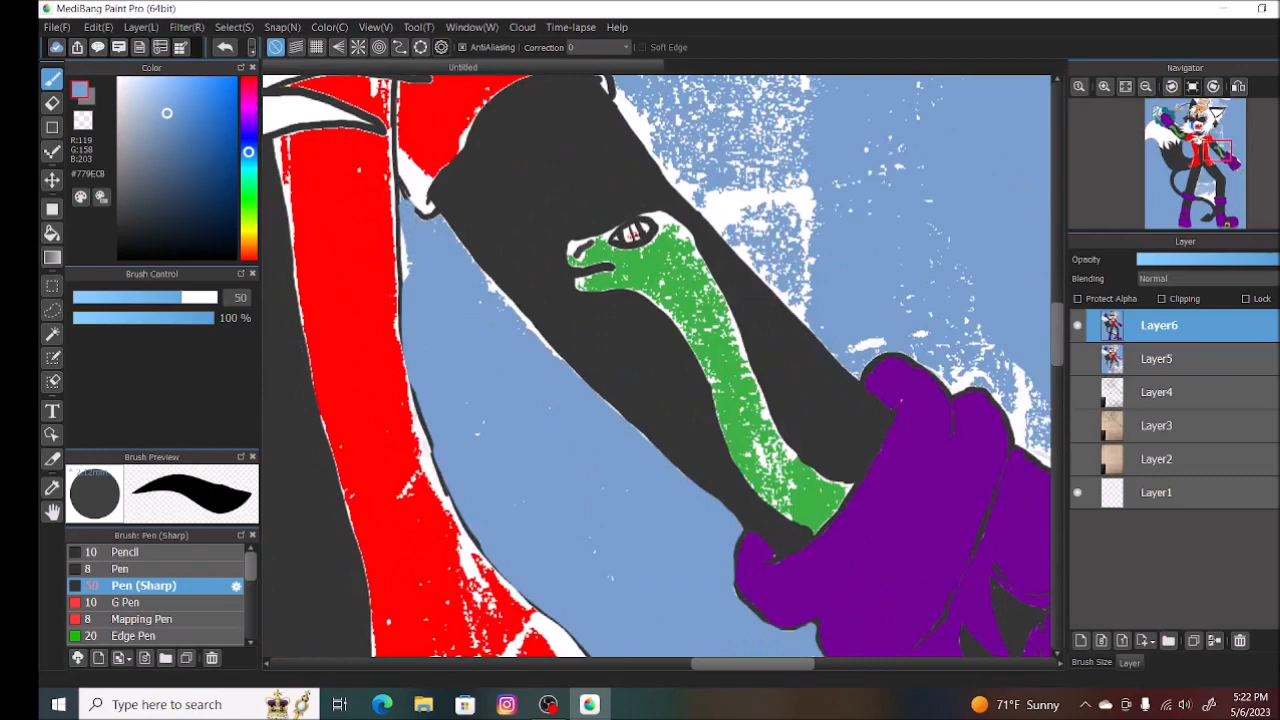 MediBang Paint Pro (64bit)
File(F) Edit(E) Layer(L) Filter(R) Select(S) Snap(N) Color(C) View(V) Tool(T) Window(W) Cloud Time-lapse Help
AntiAliasing Correction 0 Soft Edge
Color
Untitled
Navigator
R:119
G:158
B:203
#779ECB
Layer
Opacity
Brush Control
Blending Normal
50
Protect Alpha Clipping Lock
100 %
Layer6
Layer5
Layer4
Layer3
Brush Preview
Layer2
Layer1
Brush: Pen (Sharp)
10 Pencil
8 Pen
50 Pen (Sharp)
10 G Pen
8 Mapping Pen
20 Edge Pen
Brush Size Layer
Type here to search
71°F Sunny
5:22 PM
5/6/2023